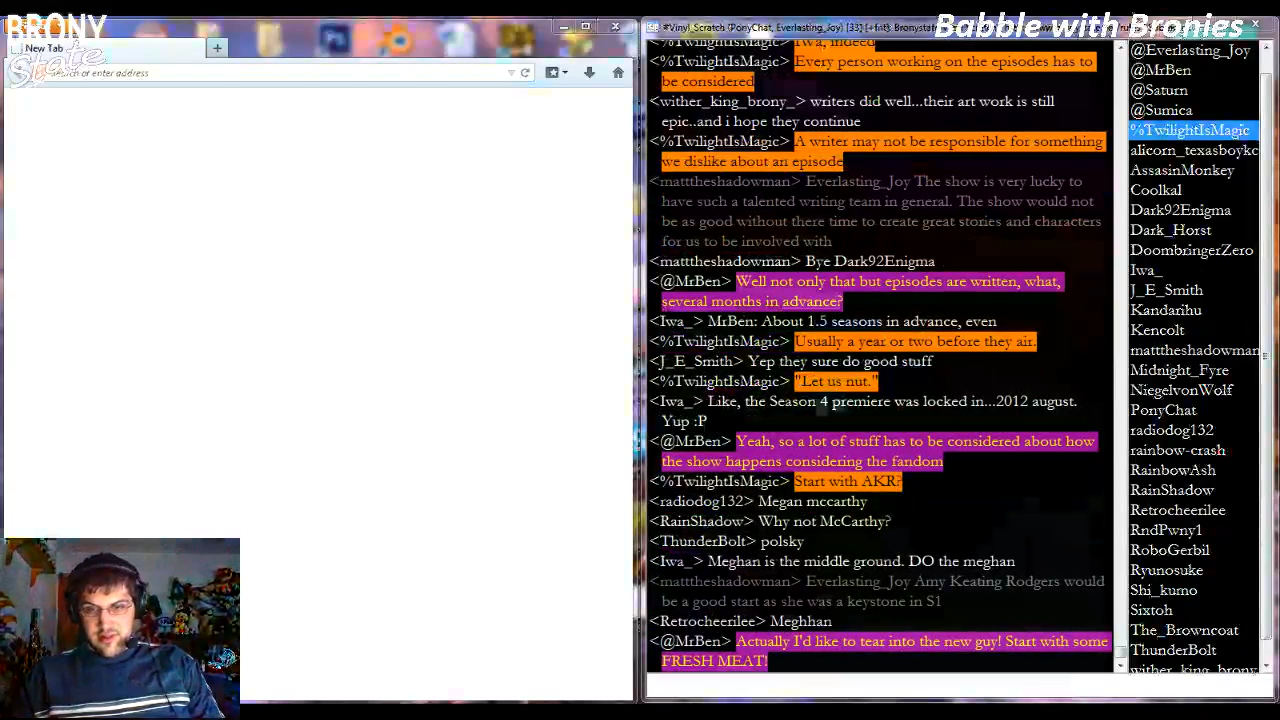 BRONY
State
Babble with Bronies
New Tab
or enter address
#Vinyl_Scratch (PonyChat, Everlasting_Joy) [33]
<%TwilightIsMagic> Iwa, indeed
<%TwilightIsMagic> Every person working on the episodes has to
be considered
<wither_king_brony_> writers did well...their art work is still
epic..and i hope they continue
<%TwilightIsMagic> A writer may not be responsible for something
we dislike about an episode
<matttheshadowman> Everlasting_Joy The show is very lucky to
have such a talented writing team in general. The show would not
be as good without there time to create great stories and characters
for us to be involved with
<matttheshadowman> Bye Dark92Enigma
<@MrBen> Well not only that but episodes are written, what,
several months in advance?
<Iwa_> MrBen: About 1.5 seasons in advance, even
<%TwilightIsMagic> Usually a year or two before they air.
<J_E_Smith> Yep they sure do good stuff
<%TwilightIsMagic> "Let us nut."
<Iwa_> Like, the Season 4 premiere was locked in...2012 august.
Yup :P
<@MrBen> Yeah, so a lot of stuff has to be considered about how
the show happens considering the fandom
<%TwilightIsMagic> Start with AKR?
<radiodog132> Megan mccarthy
<RainShadow> Why not McCarthy?
<ThunderBolt> polsky
<Iwa_> Meghan is the middle ground. DO the meghan
<matttheshadowman> Everlasting_Joy Amy Keating Rodgers would
be a good start as she was a keystone in S1
<Retrocheerilee> Meghhan
<@MrBen> Actually I'd like to tear into the new guy! Start with some
FRESH MEAT!
@Everlasting_Joy
@MrBen
@Saturn
@Sumica
%TwilightIsMagic
alicorn_texasboykc
AssasinMonkey
Coolkal
Dark92Enigma
Dark_Horst
DoombringerZero
Iwa_
J_E_Smith
Kandarihu
Kencolt
matttheshadowman
Midnight_Fyre
NiegelvonWolf
PonyChat
radiodog132
rainbow-crash
RainbowAsh
RainShadow
Retrocheerilee
RndPwny1
RoboGerbil
Ryunosuke
Shi_kumo
Sixtoh
The_Browncoat
ThunderBolt
wither_king_brony